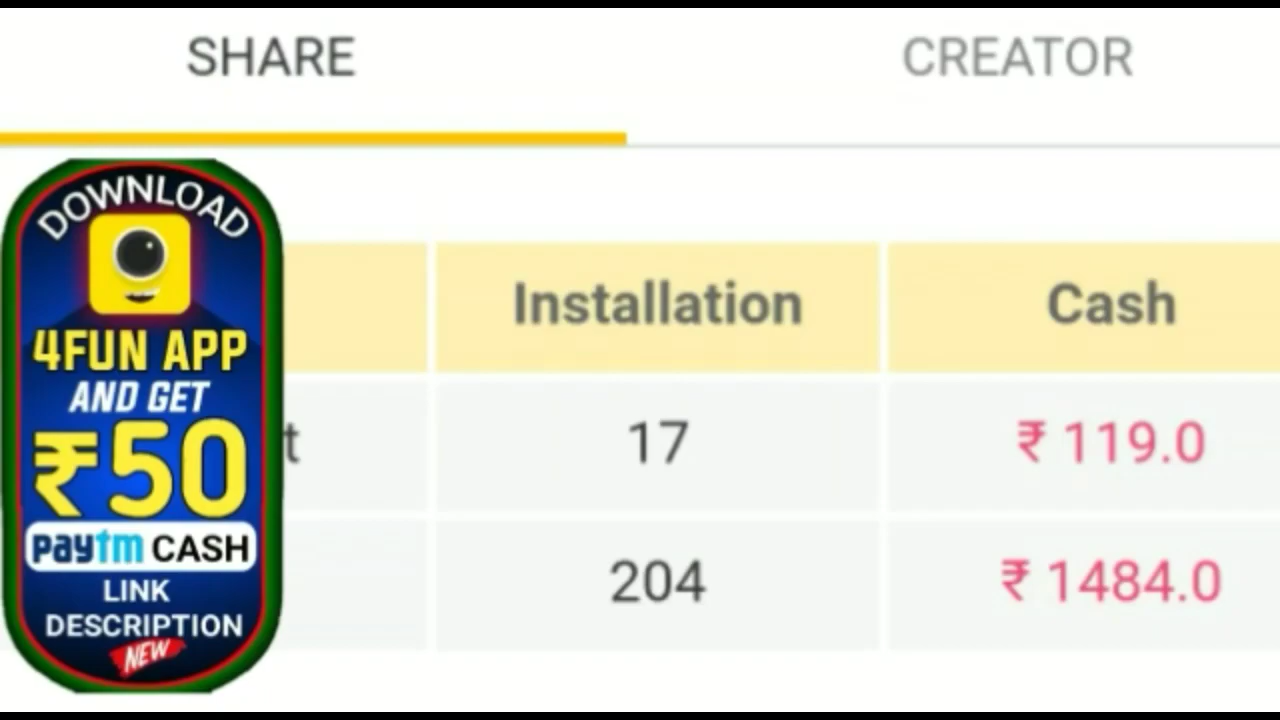 SHARE CREATOR
DOWNLOAD
4FUN APP
AND GET
₹50
paytm CASH
LINK
DESCRIPTION
NEW
Installation Cash
t 17 ₹ 119.0
204 ₹ 1484.0